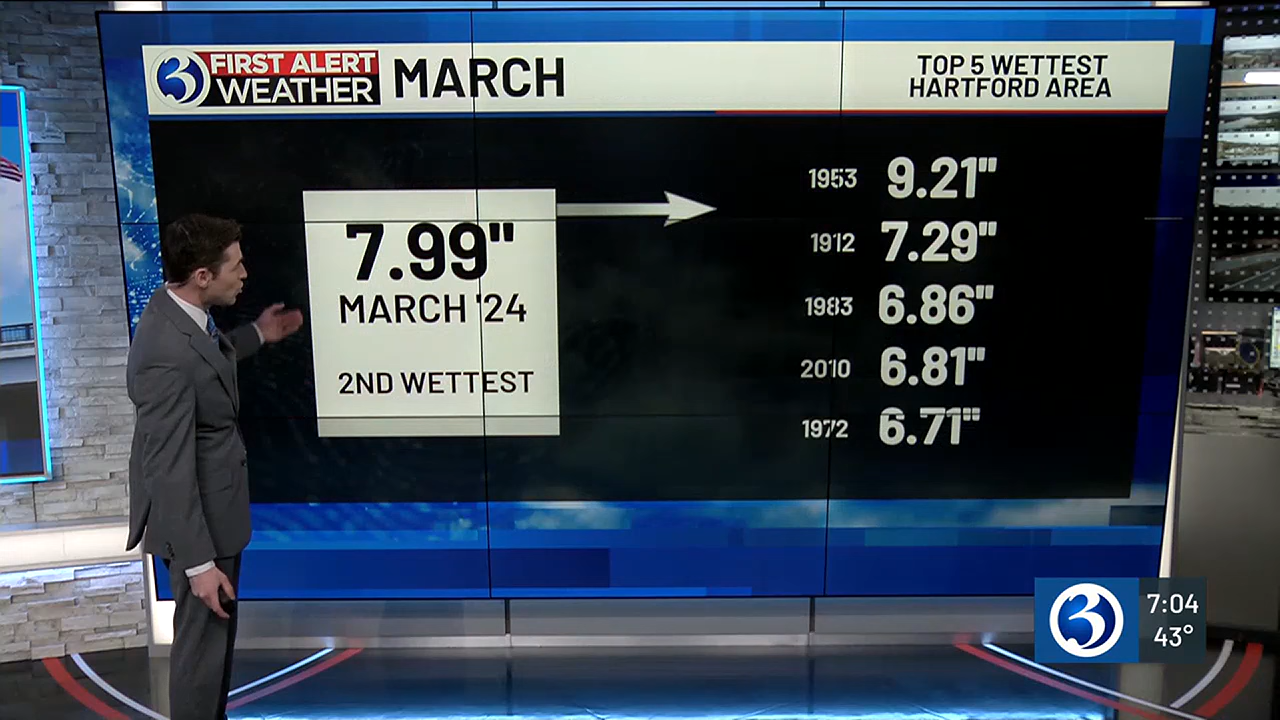 3 FIRST ALERT
WEATHER
MARCH
TOP 5 WETTEST
HARTFORD AREA
7.99"
MARCH '24
2ND WETTEST
1953 9.21"
1912 7.29"
1983 6.86"
2010 6.81"
1972 6.71"
3 7:04
43°